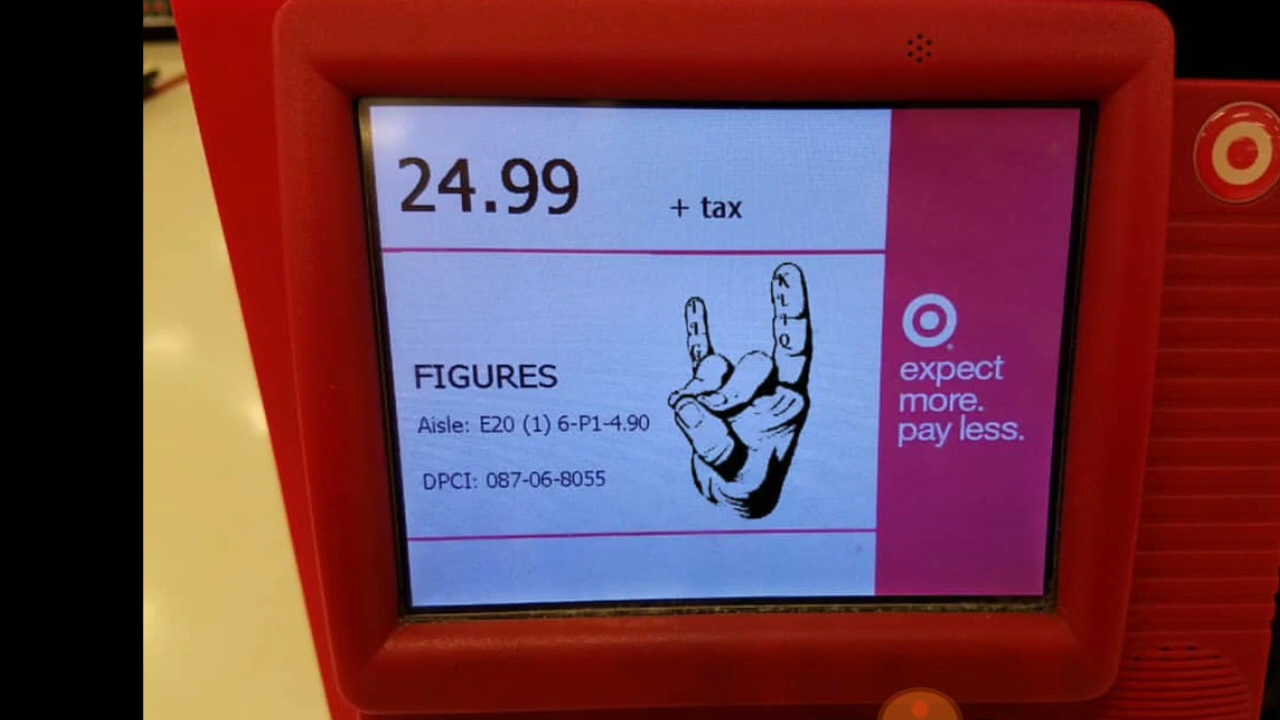 24.99
+ tax
FIGURES
Aisle: E20 (1) 6-P1-4.90
DPCI: 087-06-8055
expect
more.
pay less.